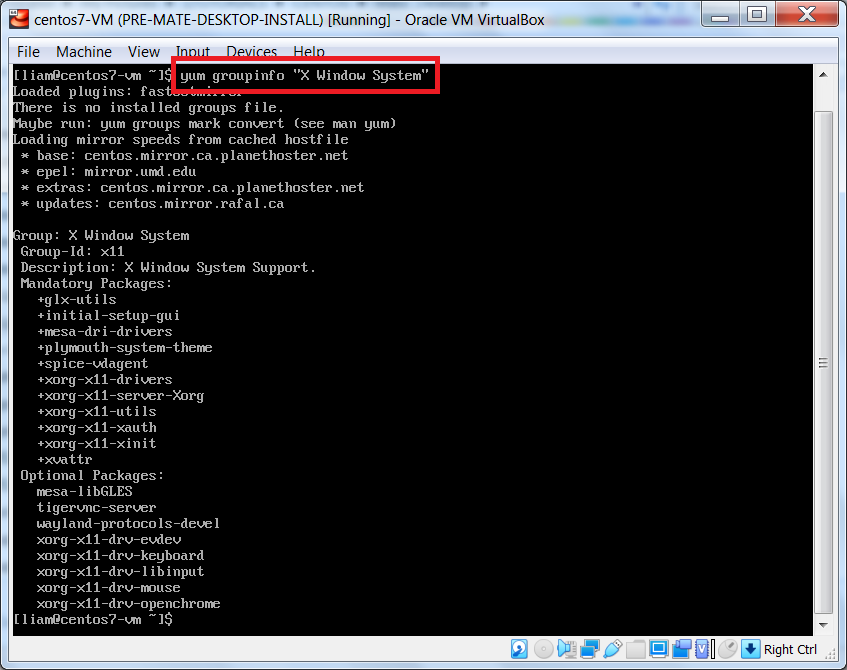 centos7-VM (PRE-MATE-DESKTOP-INSTALL) [Running] - Oracle VM VirtualBox
File Machine View Input Devices Help
[liam@centos7-vm ~]$ yum groupinfo "X Window System"
Loaded plugins: fastestmirror
There is no installed groups file.
Maybe run: yum groups mark convert (see man yum)
Loading mirror speeds from cached hostfile
 * base: centos.mirror.ca.planethoster.net
 * epel: mirror.umd.edu
 * extras: centos.mirror.ca.planethoster.net
 * updates: centos.mirror.rafal.ca
Group: X Window System
 Group-Id: x11
 Description: X Window System Support.
 Mandatory Packages:
   +glx-utils
   +initial-setup-gui
   +mesa-dri-drivers
   +plymouth-system-theme
   +spice-vdagent
   +xorg-x11-drivers
   +xorg-x11-server-Xorg
   +xorg-x11-utils
   +xorg-x11-xauth
   +xorg-x11-xinit
   +xvattr
 Optional Packages:
   mesa-libGLES
   tigervnc-server
   wayland-protocols-devel
   xorg-x11-drv-evdev
   xorg-x11-drv-keyboard
   xorg-x11-drv-libinput
   xorg-x11-drv-mouse
   xorg-x11-drv-openchrome
[liam@centos7-vm ~]$
Right Ctrl